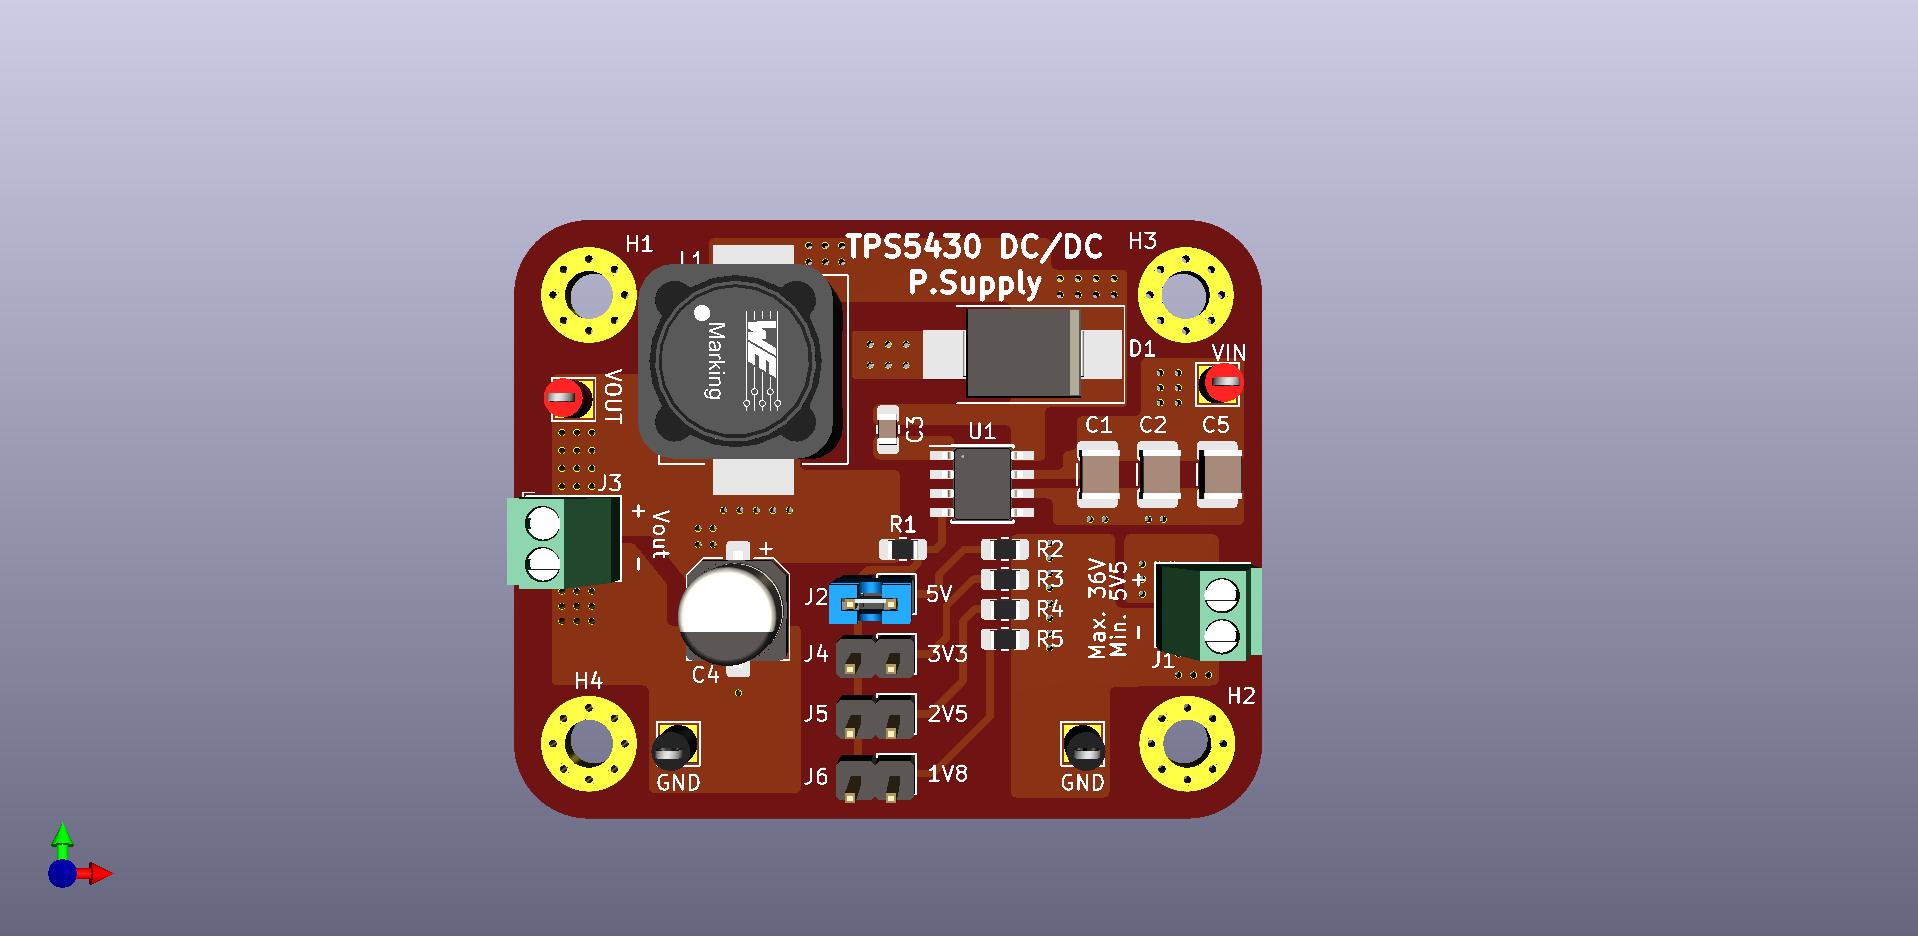 TPS5430 DC/DC
P.Supply
H1
H3
L1
WE
Marking
D1
VIN
VOUT
C3
U1
C1
C2
C5
J3
+
Vout
-
R1
+
R2
R3
R4
R5
Max. 36V
Min. 5V5
+
-
J1
J2
5V
J4
3V3
J5
2V5
J6
1V8
C4
H4
H2
GND
GND